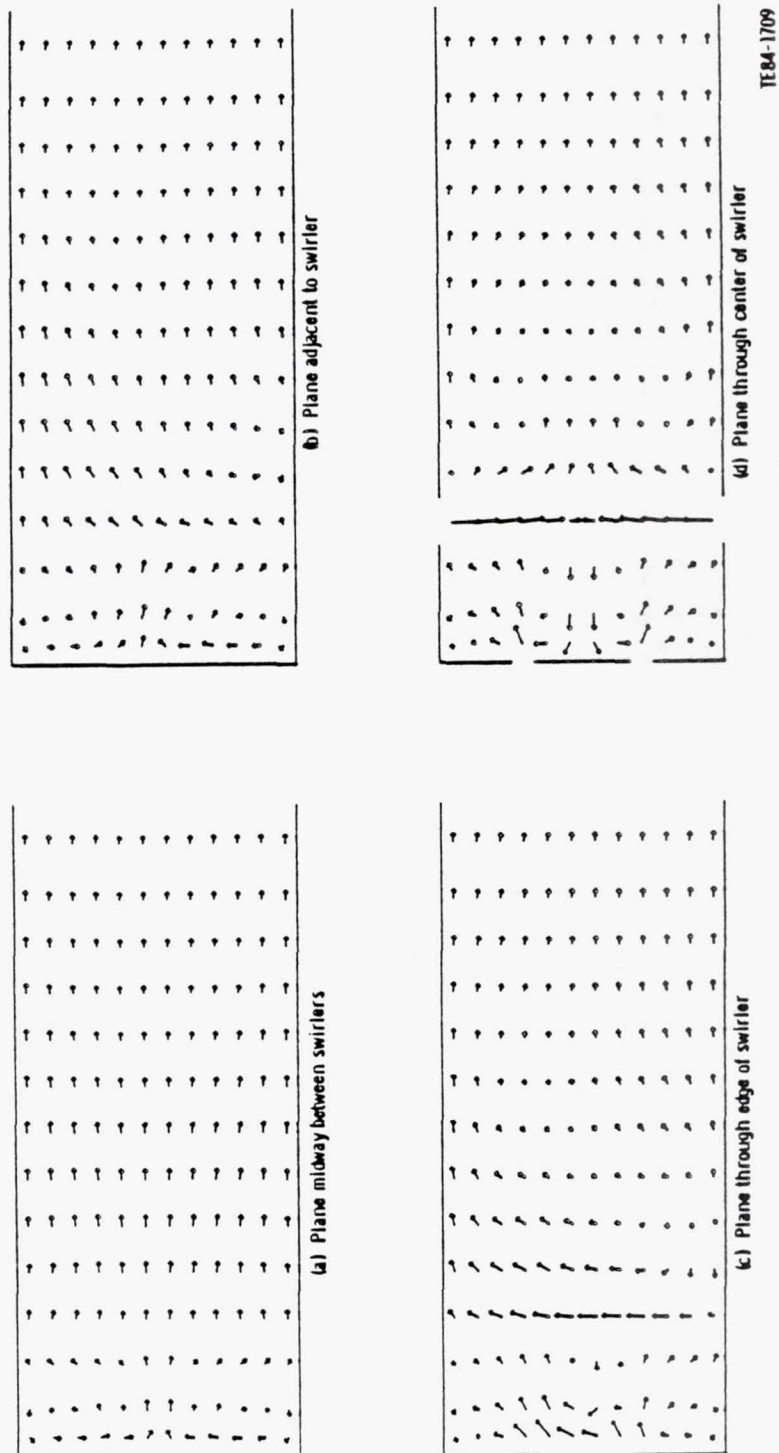 (a) Plane midway between swirlers
(b) Plane adjacent to swirler
(c) Plane through edge of swirler
(d) Plane through center of swirler
TE84-1709